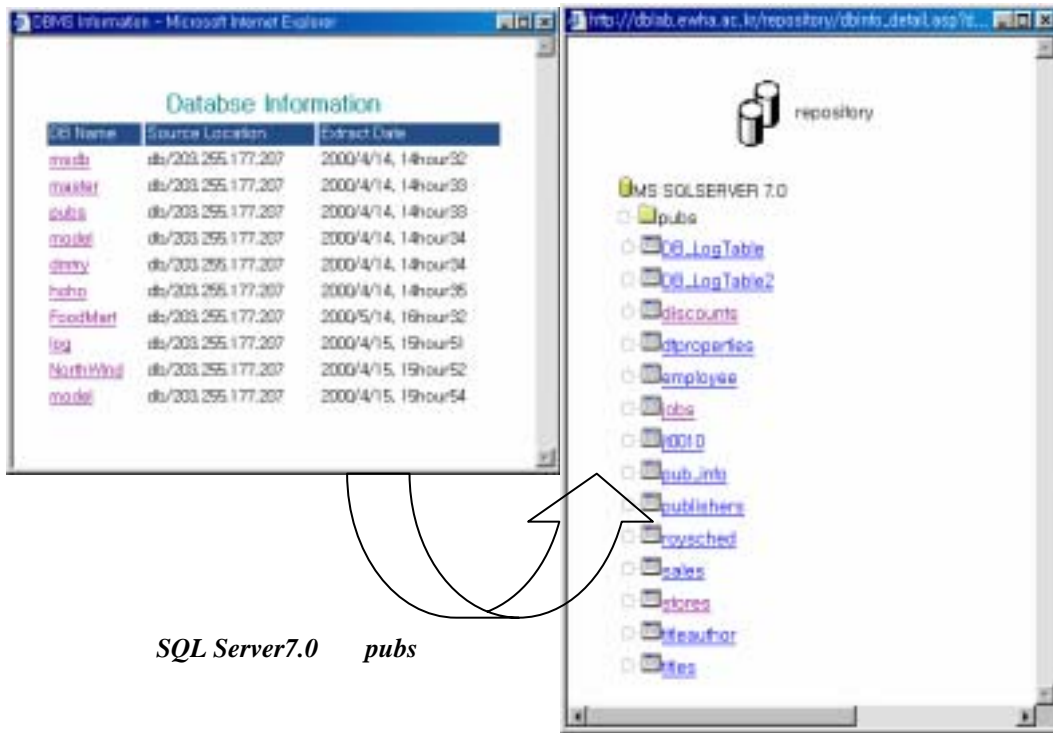 DBMS Information - Microsoft Internet Explorer
Databse Information
DB Name Source Location Extract Date
msdb db/203.255.177.207 2000/4/14, 14hour32
master db/203.255.177.207 2000/4/14, 14hour33
pubs db/203.255.177.207 2000/4/14, 14hour33
model db/203.255.177.207 2000/4/14, 14hour34
db/203.255.177.207 2000/4/14, 14hour34
hoho db/203.255.177.207 2000/4/14, 14hour35
FoodMart db/203.255.177.207 2000/5/14, 16hour32
log db/203.255.177.207 2000/4/15, 15hour51
NorthWind db/203.255.177.207 2000/4/15, 15hour52
model db/203.255.177.207 2000/4/15, 15hour54
http://dblab.ewha.ac.kr/repository/dbinfo_detail.asp?d...
repository
MS SQLSERVER 7.0
pubs
DB_LogTable
DB_LogTable2
discounts
dtproperties
employee
jobs
pub_info
publishers
roysched
sales
stores
titleauthor
titles
SQL Server7.0 pubs